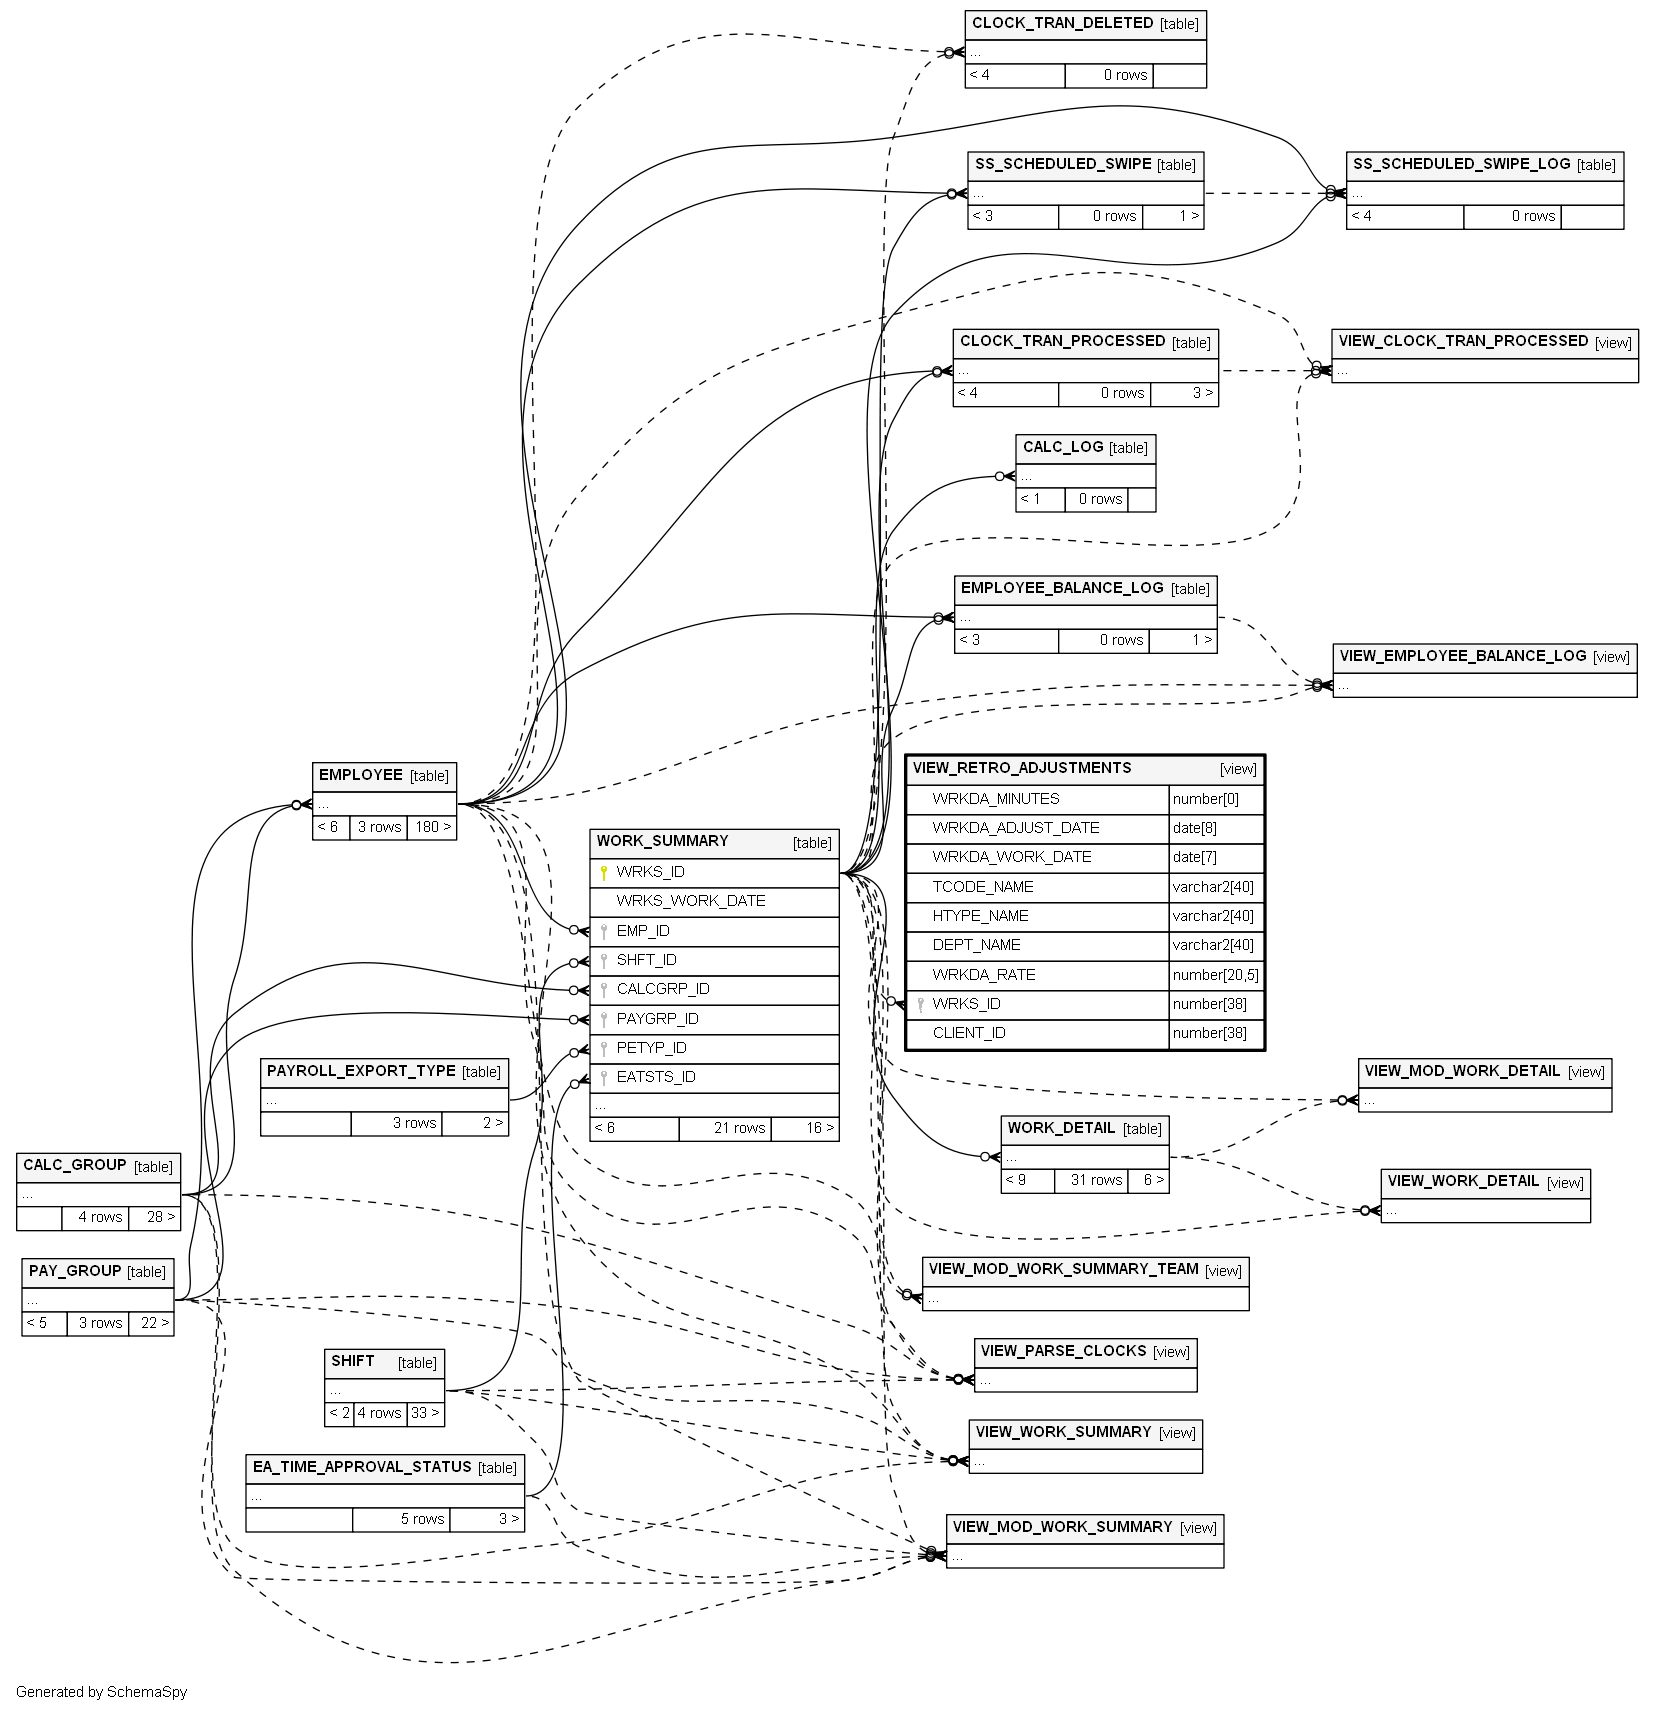 CLOCK_TRAN_DELETED [table]
...
< 4 0 rows
SS_SCHEDULED_SWIPE [table]
...
< 3 0 rows 1 >
SS_SCHEDULED_SWIPE_LOG [table]
...
< 4 0 rows
CLOCK_TRAN_PROCESSED [table]
...
< 4 0 rows 3 >
VIEW_CLOCK_TRAN_PROCESSED [view]
...
CALC_LOG [table]
...
< 1 0 rows
EMPLOYEE_BALANCE_LOG [table]
...
< 3 0 rows 1 >
VIEW_EMPLOYEE_BALANCE_LOG [view]
...
EMPLOYEE [table]
...
< 6 3 rows 180 >
VIEW_RETRO_ADJUSTMENTS [view]
WRKDA_MINUTES number[0]
WRKDA_ADJUST_DATE date[8]
WRKDA_WORK_DATE date[7]
TCODE_NAME varchar2[40]
HTYPE_NAME varchar2[40]
DEPT_NAME varchar2[40]
WRKDA_RATE number[20,5]
WRKS_ID number[38]
CLIENT_ID number[38]
WORK_SUMMARY [table]
WRKS_ID
WRKS_WORK_DATE
EMP_ID
SHFT_ID
CALCGRP_ID
PAYGRP_ID
PETYP_ID
EATSTS_ID
...
< 6 21 rows 16 >
PAYROLL_EXPORT_TYPE [table]
...
3 rows 2 >
VIEW_MOD_WORK_DETAIL [view]
...
WORK_DETAIL [table]
...
< 9 31 rows 6 >
CALC_GROUP [table]
...
4 rows 28 >
VIEW_WORK_DETAIL [view]
...
PAY_GROUP [table]
...
< 5 3 rows 22 >
VIEW_MOD_WORK_SUMMARY_TEAM [view]
...
VIEW_PARSE_CLOCKS [view]
...
SHIFT [table]
...
< 2 4 rows 33 >
VIEW_WORK_SUMMARY [view]
...
EA_TIME_APPROVAL_STATUS [table]
...
5 rows 3 >
VIEW_MOD_WORK_SUMMARY [view]
...
Generated by SchemaSpy